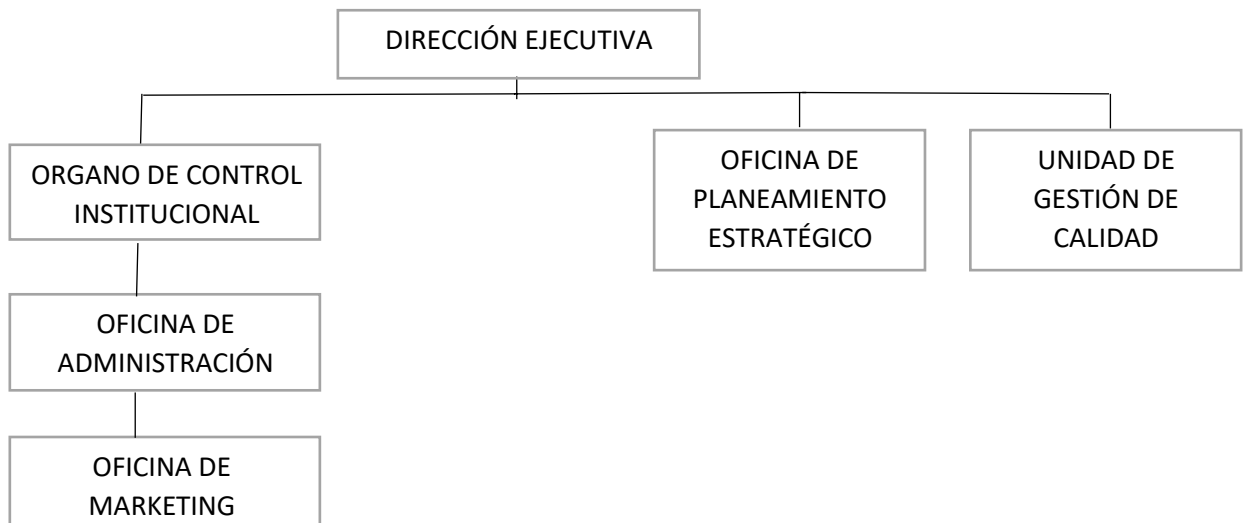 DIRECCIÓN EJECUTIVA
ORGANO DE CONTROL
INSTITUCIONAL
OFICINA DE
PLANEAMIENTO
ESTRATÉGICO
UNIDAD DE
GESTIÓN DE
CALIDAD
OFICINA DE
ADMINISTRACIÓN
OFICINA DE
MARKETING